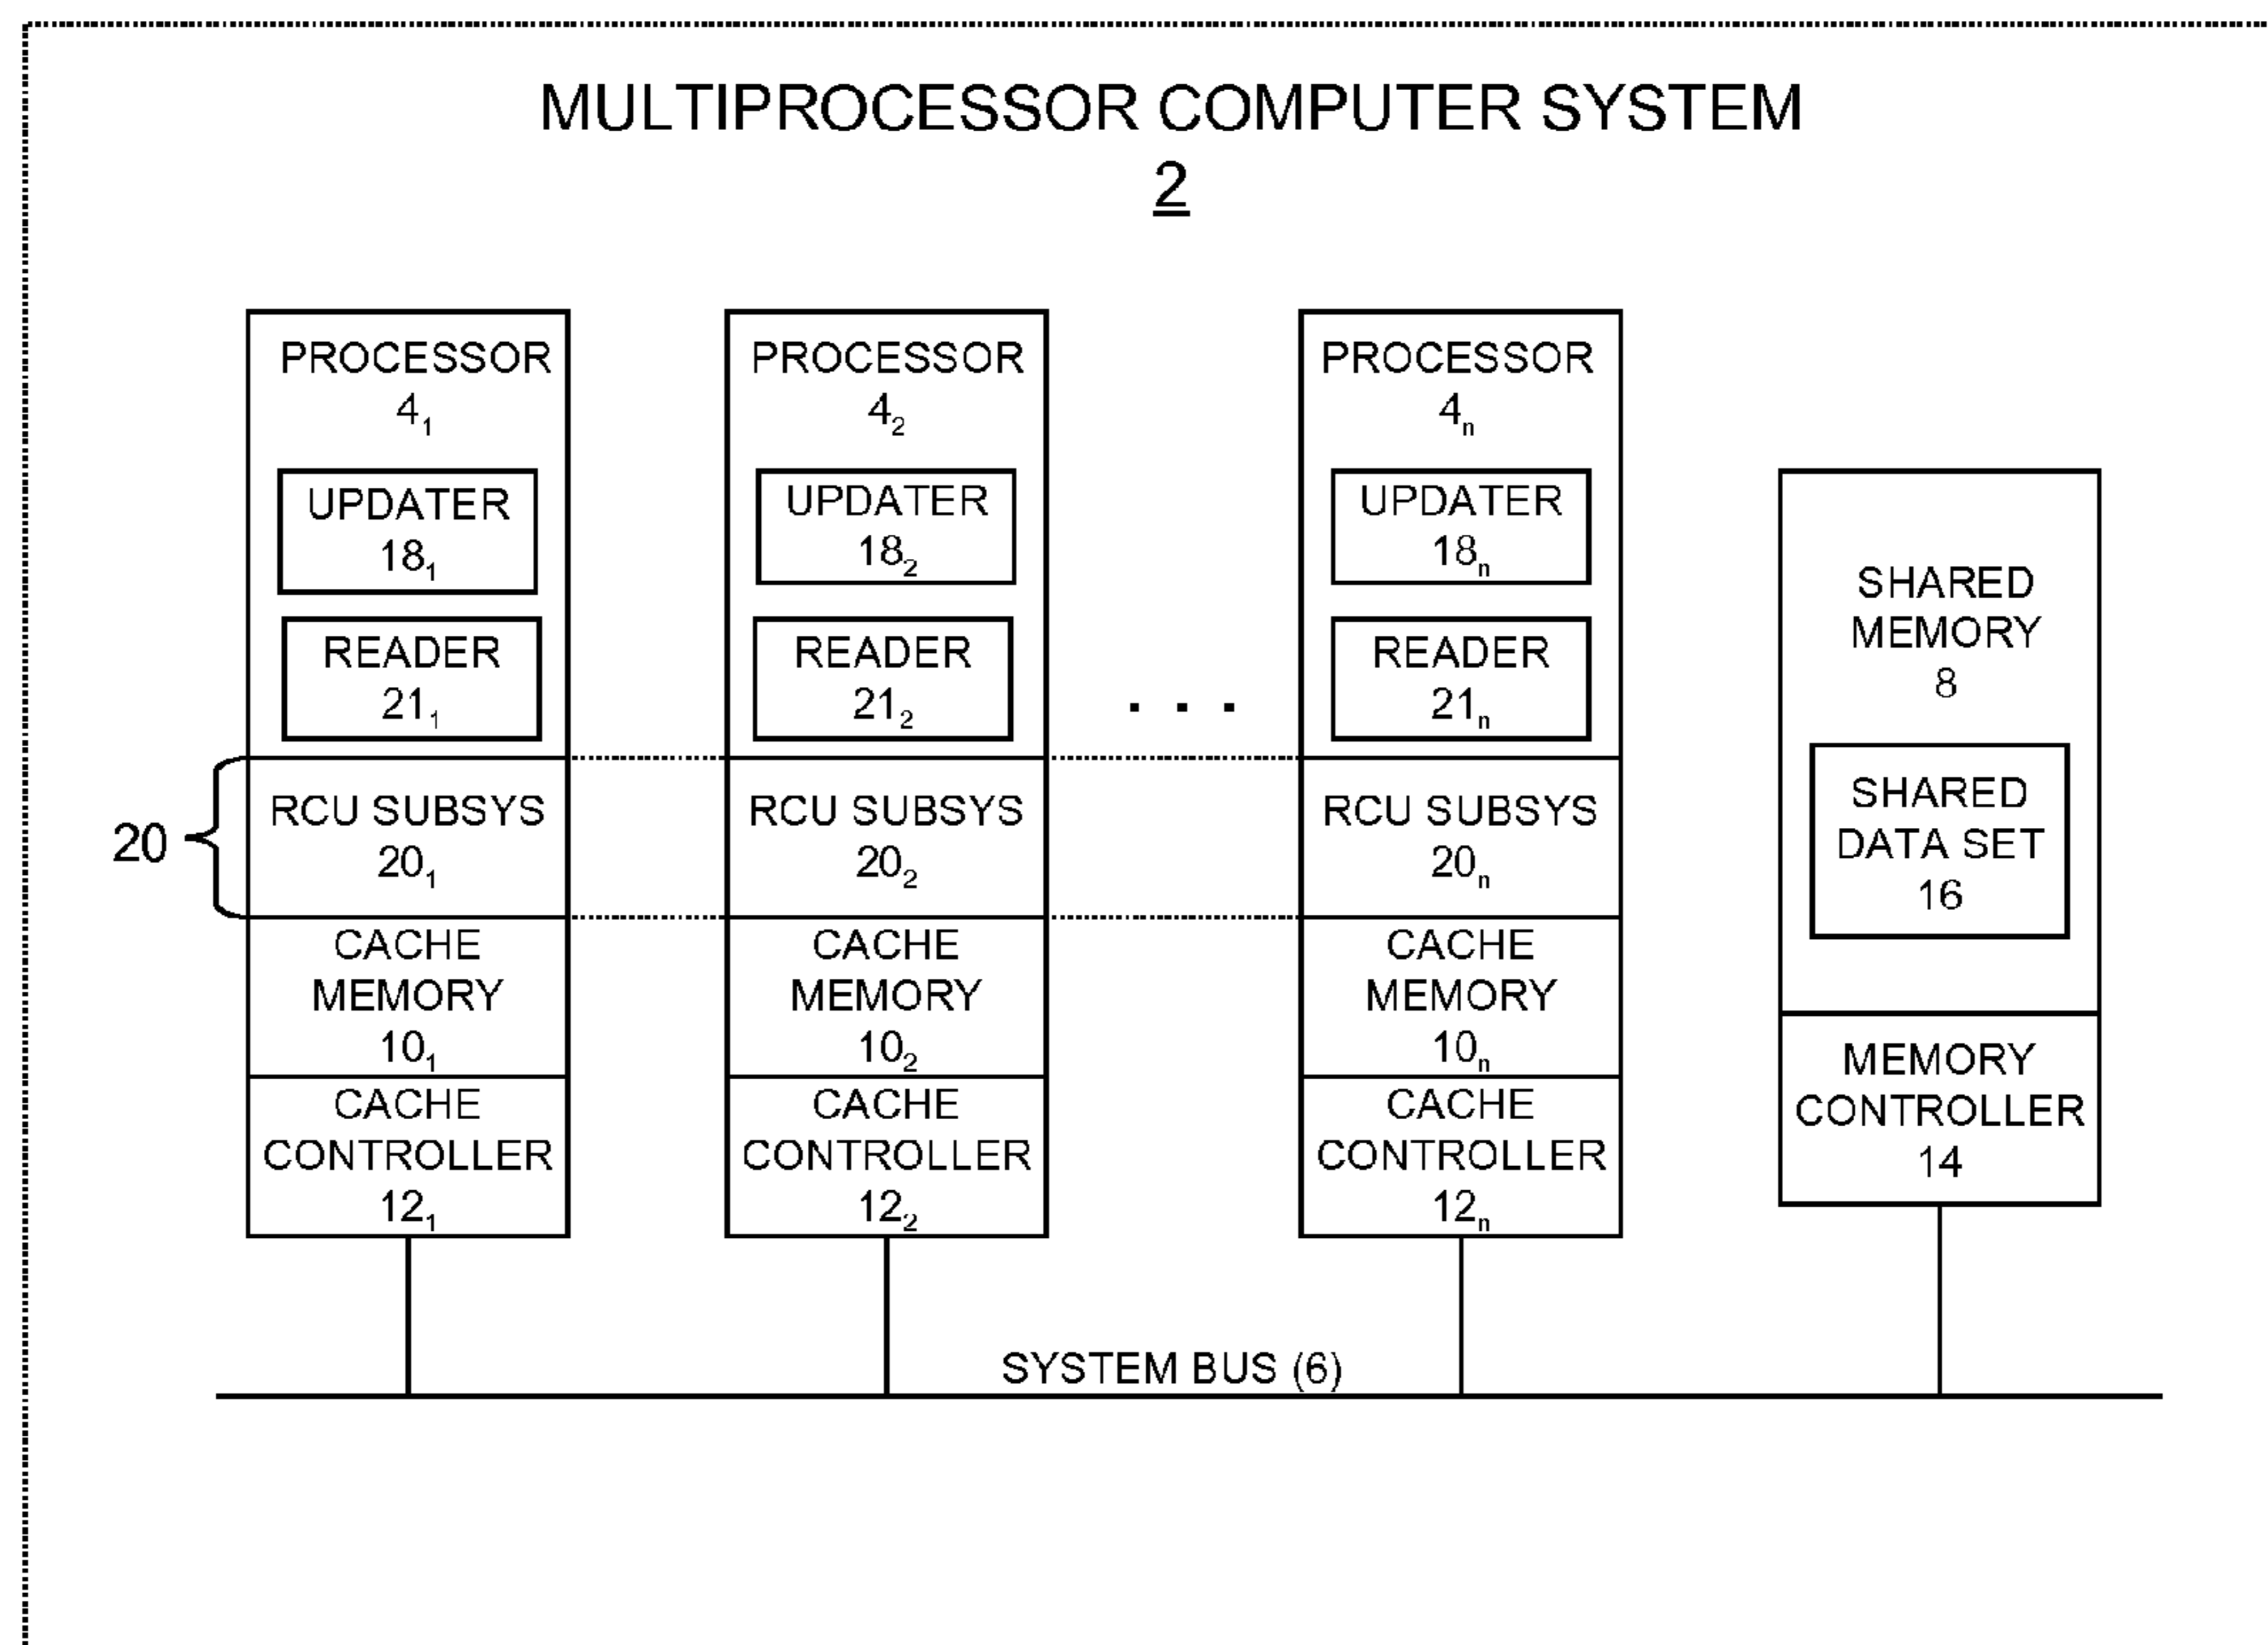 MULTIPROCESSOR COMPUTER SYSTEM
2
PROCESSOR
4₁
UPDATER
18₁
READER
21₁
RCU SUBSYS
20₁
CACHE
MEMORY
10₁
CACHE
CONTROLLER
12₁
20
PROCESSOR
4₂
UPDATER
18₂
READER
21₂
RCU SUBSYS
20₂
CACHE
MEMORY
10₂
CACHE
CONTROLLER
12₂
. . .
PROCESSOR
4ₙ
UPDATER
18ₙ
READER
21ₙ
RCU SUBSYS
20ₙ
CACHE
MEMORY
10ₙ
CACHE
CONTROLLER
12ₙ
SHARED
MEMORY
8
SHARED
DATA SET
16
MEMORY
CONTROLLER
14
SYSTEM BUS (6)